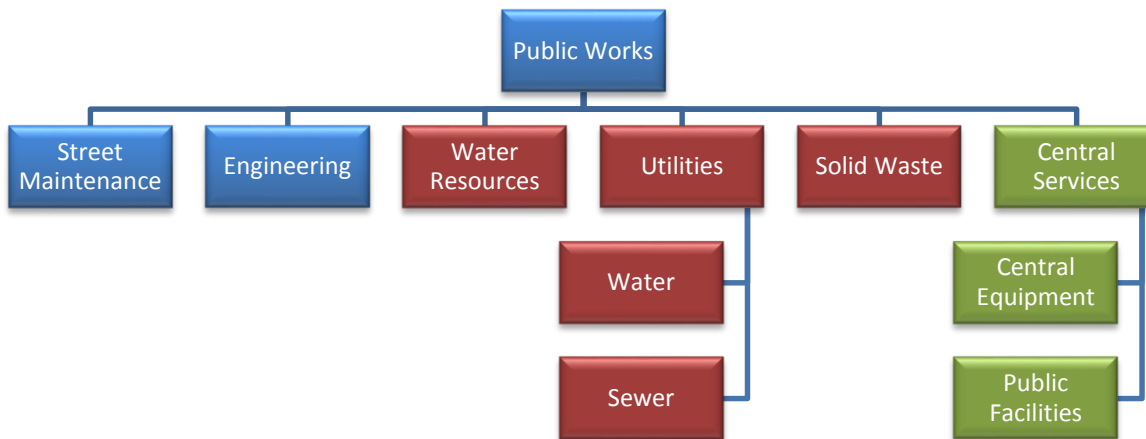 Public Works
Street
Maintenance
Engineering
Water
Resources
Utilities
Solid Waste
Central
Services
Water
Sewer
Central
Equipment
Public
Facilities